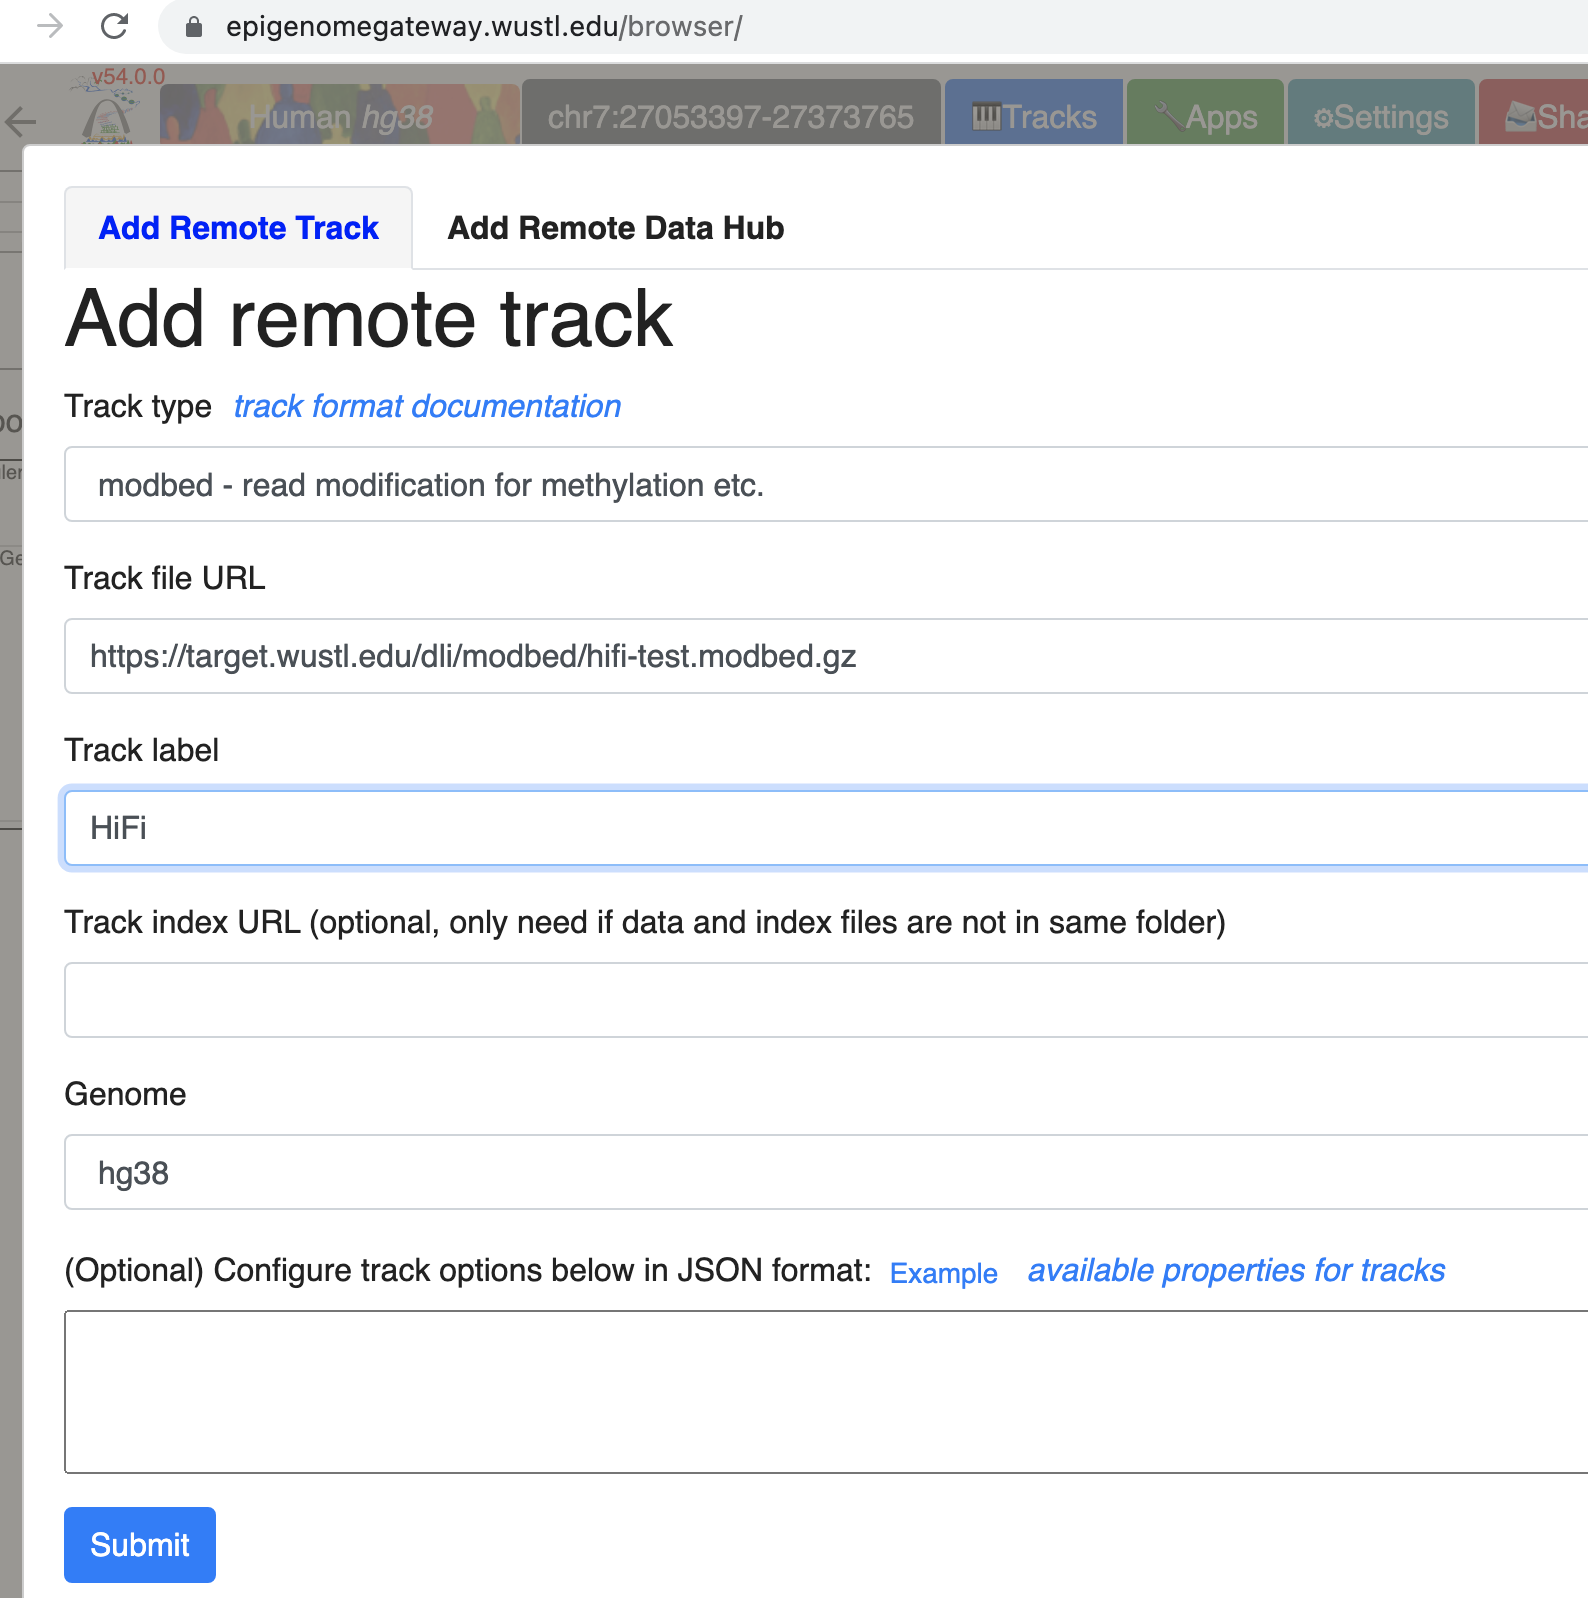 epigenomegateway.wustl.edu/browser/
v54.0.0
Human hg38
chr7:27053397-27373765
Tracks
Apps
Settings
Add Remote Track
Add Remote Data Hub
Add remote track
Track type track format documentation
modbed - read modification for methylation etc.
Track file URL
https://target.wustl.edu/dli/modbed/hifi-test.modbed.gz
Track label
HiFi
Track index URL (optional, only need if data and index files are not in same folder)
Genome
hg38
(Optional) Configure track options below in JSON format: Example available properties for tracks
Submit